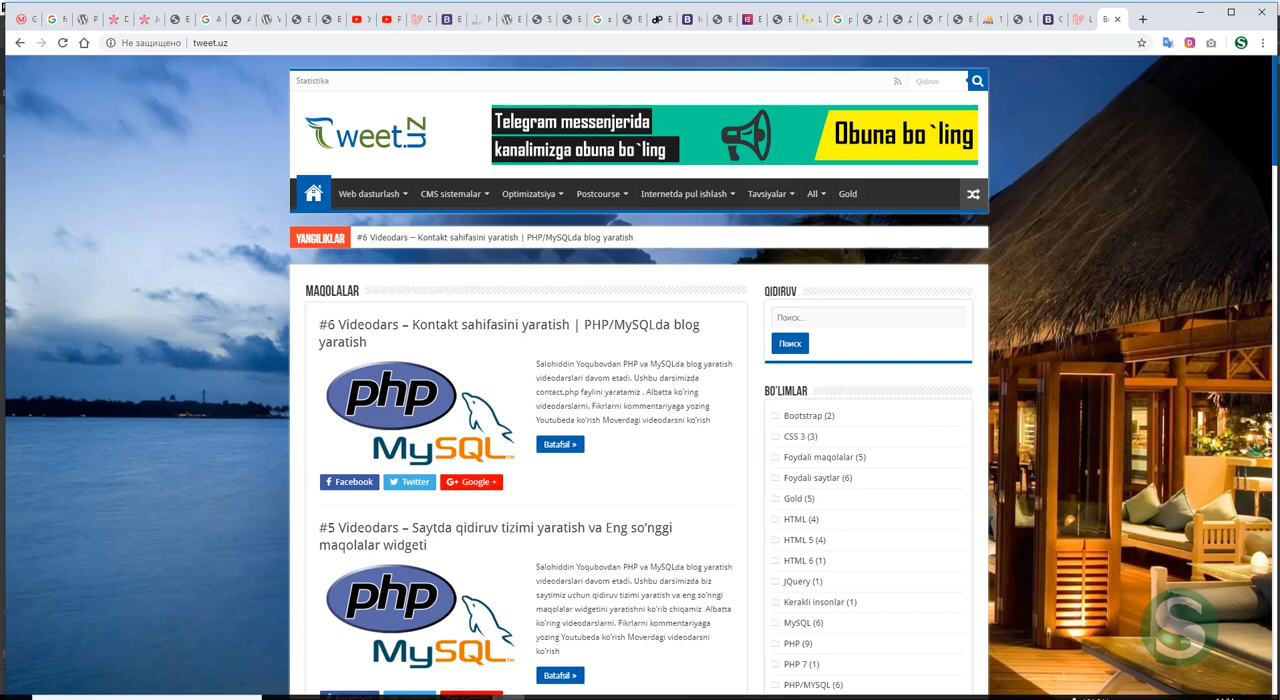 Не защищено
tweet.uz
Statistika
Qidiruv
Tweet.UZ
Telegram messenjerida
kanalimizga obuna bo`ling
Obuna bo`ling
Web dasturlash
CMS sistemalar
Optimizatsiya
Postcourse
Internetda pul ishlash
Tavsiyalar
All
Gold
YANGILIKLAR
#6 Videodars – Kontakt sahifasini yaratish | PHP/MySQLda blog yaratish
MAQOLALAR
#6 Videodars – Kontakt sahifasini yaratish | PHP/MySQLda blog
yaratish
php
MySQL™
Salohiddin Yoqubovdan PHP va MySQLda blog yaratish
videodarslari davom etadi. Ushbu darsimizda
contact.php faylini yaratamiz . Albatta ko‘ring
videodarslarni. Fikrlarni kommentariyaga yozing
Youtubeda ko‘rish Moverdagi videodarsni ko‘rish
Batafsil »
Facebook
Twitter
Google +
#5 Videodars – Saytda qidiruv tizimi yaratish va Eng so‘nggi
maqolalar widgeti
php
MySQL™
Salohiddin Yoqubovdan PHP va MySQLda blog yaratish
videodarslari davom etadi. Ushbu darsimizda biz
saytimiz uchun qidiruv tizimi yaratish va eng so‘nggi
maqolalar widgetini yaratishni ko‘rib chiqamiz Albatta
ko‘ring videodarslarni. Fikrlarni kommentariyaga
yozing Youtubeda ko‘rish Moverdagi videodarsni
ko‘rish
Batafsil »
QIDIRUV
Поиск...
Поиск
BO‘LIMLAR
Bootstrap (2)
CSS 3 (3)
Foydali maqolalar (5)
Foydali saytlar (6)
Gold (5)
HTML (4)
HTML 5 (4)
HTML 6 (1)
JQuery (1)
Kerakli insonlar (1)
MySQL (6)
PHP (9)
PHP 7 (1)
PHP/MYSQL (6)
S